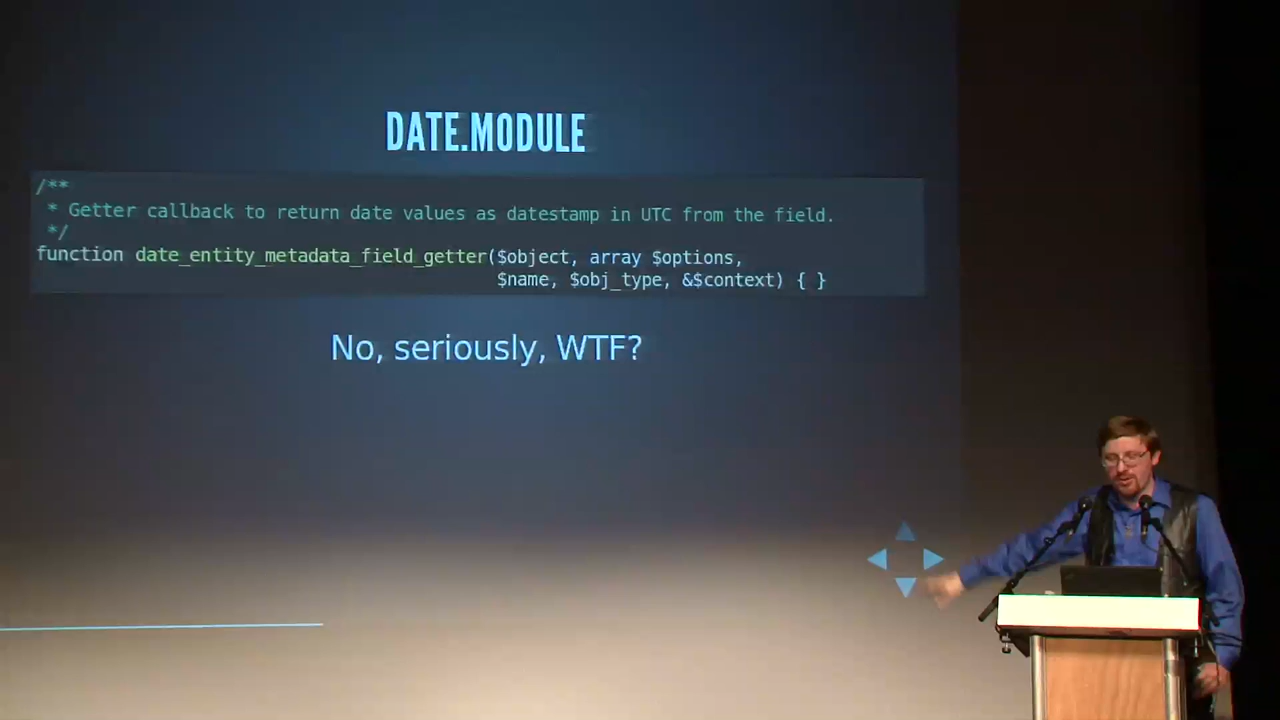 DATE.MODULE
/**
 * Getter callback to return date values as datestamp in UTC from the field.
 */
function date_entity_metadata_field_getter($object, array $options,
$name, $obj_type, &$context) { }
No, seriously, WTF?